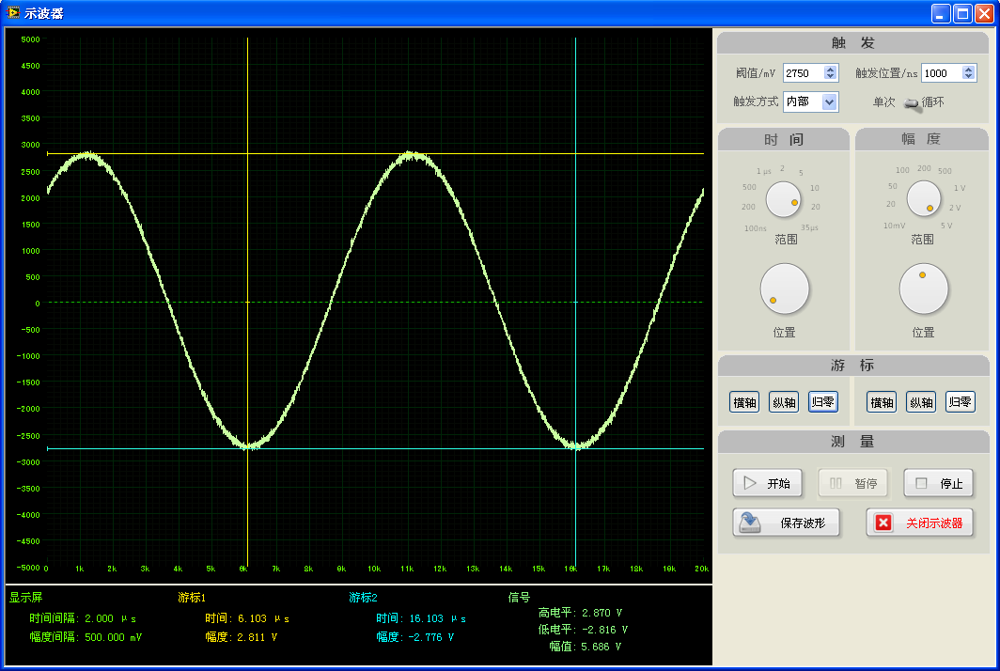 示波器
5000
4500
4000
3500
3000
2500
2000
1500
1000
500
0
-500
-1000
-1500
-2000
-2500
-3000
-3500
-4000
-4500
-5000
0 1k 2k 3k 4k 5k 6k 7k 8k 9k 10k 11k 12k 13k 14k 15k 16k 17k 18k 19k 20k
显示屏
时间间隔: 2.000 μs
幅度间隔: 500.000 mV
游标1
时间: 6.103 μs
幅度: 2.811 V
游标2
时间: 16.103 μs
幅度: -2.776 V
信号
高电平: 2.870 V
低电平: -2.816 V
幅值: 5.686 V
触 发
阈值/mV 2750 触发位置/ns 1000
触发方式 内部 单次 循环
时 间
100ns 200 500 1 μs 2 5 10 20 35μs
范围
位置
幅 度
10mV 20 50 100 200 500 1 V 2 V 5 V
范围
位置
游 标
横轴 纵轴 归零 横轴 纵轴 归零
测 量
开始 暂停 停止
保存波形 关闭示波器